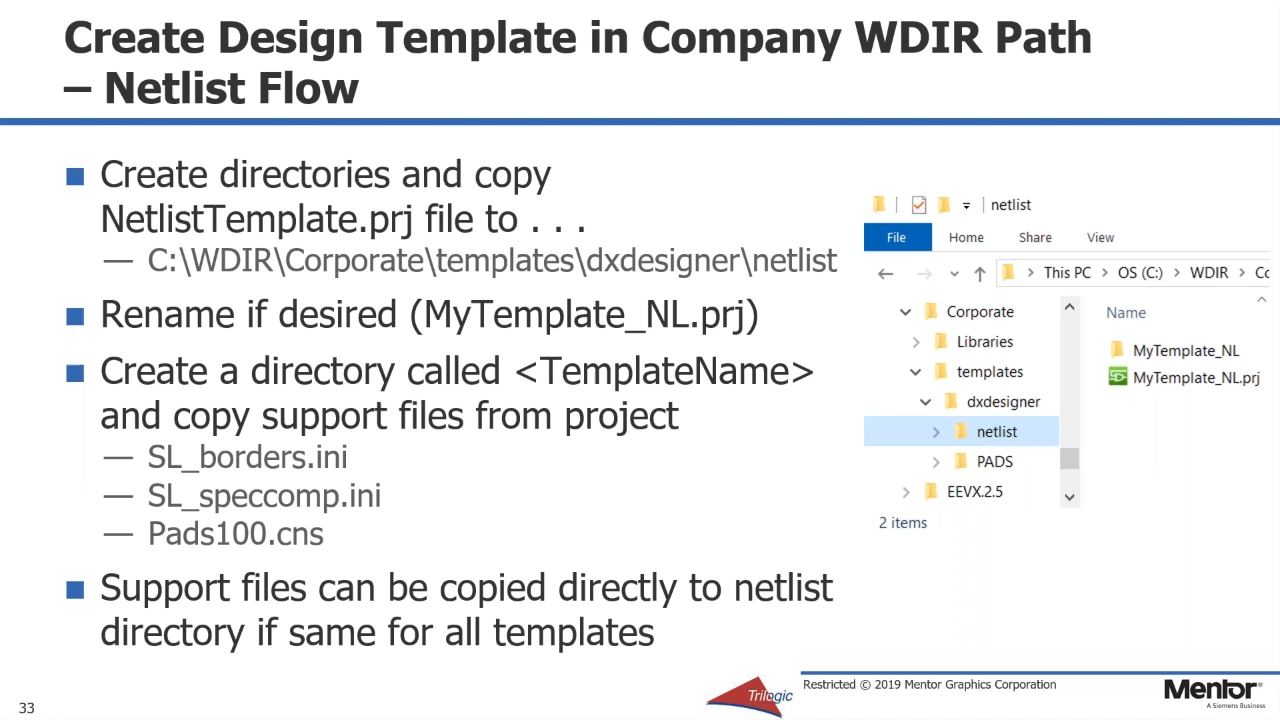 Create Design Template in Company WDIR Path
– Netlist Flow
Create directories and copy
NetlistTemplate.prj file to . . .
— C:\WDIR\Corporate\templates\dxdesigner\netlist
Rename if desired (MyTemplate_NL.prj)
Create a directory called <TemplateName>
and copy support files from project
— SL_borders.ini
— SL_speccomp.ini
— Pads100.cns
Support files can be copied directly to netlist
directory if same for all templates
netlist
File Home Share View
This PC > OS (C:) > WDIR > Co
Corporate
Libraries
templates
dxdesigner
netlist
PADS
EEVX.2.5
Name
MyTemplate_NL
MyTemplate_NL.prj
2 items
33
Trilogic
Restricted © 2019 Mentor Graphics Corporation
Mentor®
A Siemens Business